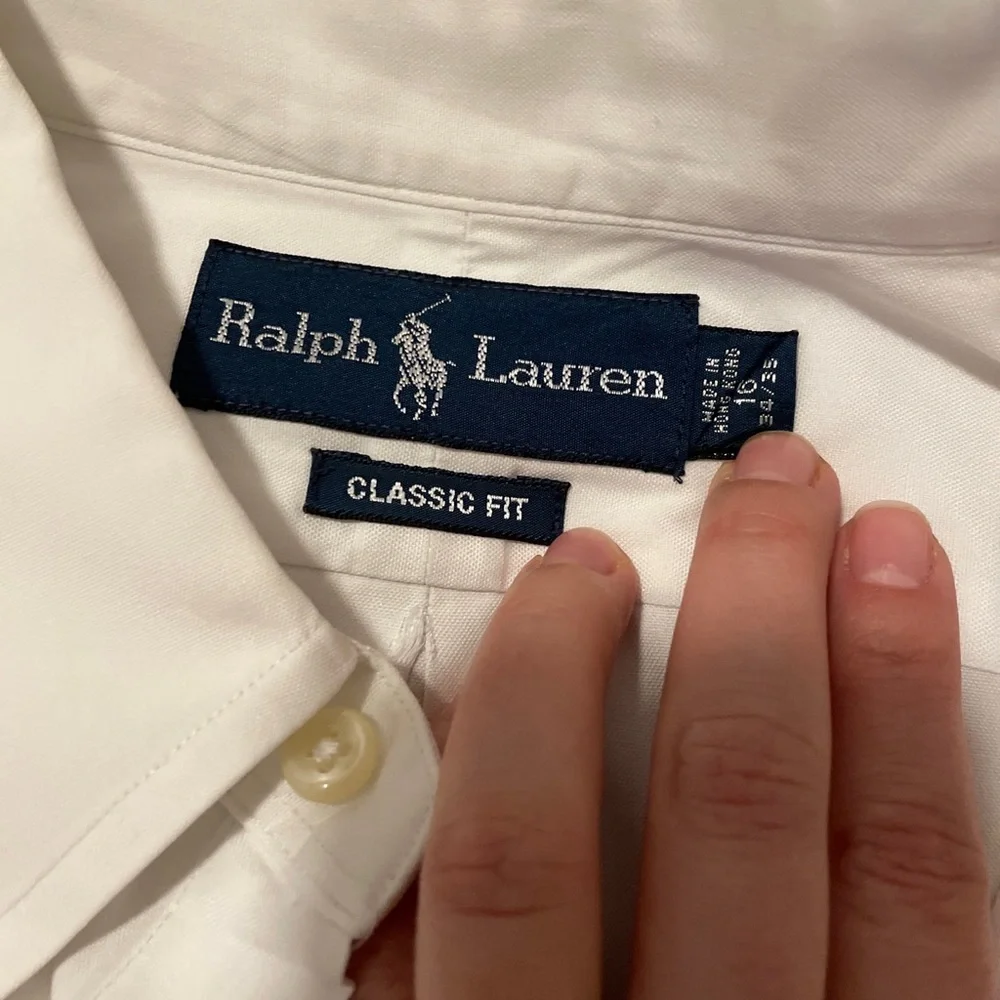 Ralph Lauren
MADE IN
HONG KONG
16
34/35
CLASSIC FIT